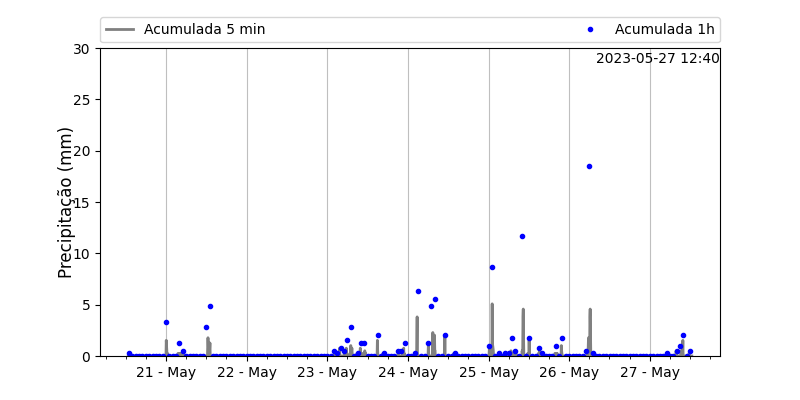 Acumulada 5 min
Acumulada 1h
2023-05-27 12:40
Precipitação (mm)
30
25
20
15
10
5
0
21 - May
22 - May
23 - May
24 - May
25 - May
26 - May
27 - May